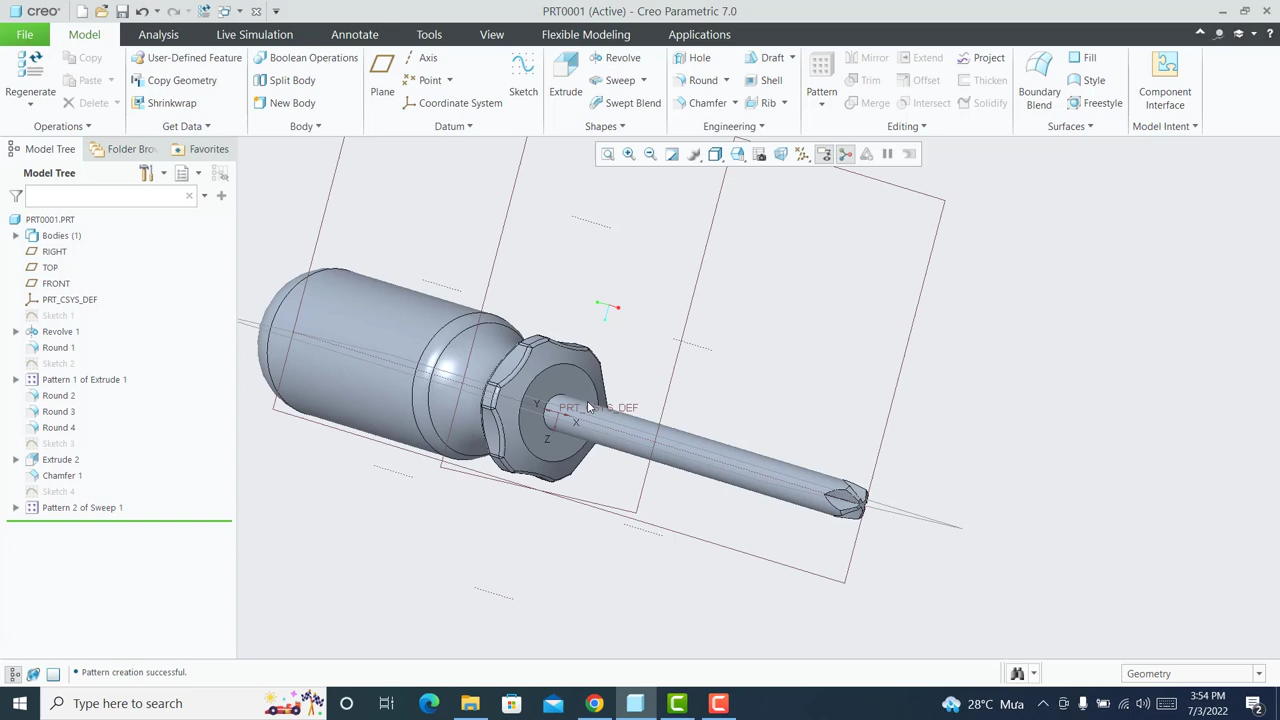 creo
PRT0001 (Active) - Creo Parametric 7.0
File
Model
Analysis
Live Simulation
Annotate
Tools
View
Flexible Modeling
Applications
Regenerate
Copy
Paste
Delete
Operations
User-Defined Feature
Copy Geometry
Shrinkwrap
Get Data
Boolean Operations
Split Body
New Body
Body
Plane
Axis
Point
Coordinate System
Sketch
Datum
Extrude
Revolve
Sweep
Swept Blend
Shapes
Hole
Round
Chamfer
Draft
Shell
Rib
Engineering
Pattern
Mirror
Trim
Merge
Extend
Offset
Intersect
Project
Thicken
Solidify
Editing
Boundary
Blend
Fill
Style
Freestyle
Surfaces
Component
Interface
Model Intent
Model Tree
Folder Bro
Favorites
Model Tree
PRT0001.PRT
Bodies (1)
RIGHT
TOP
FRONT
PRT_CSYS_DEF
Sketch 1
Revolve 1
Round 1
Sketch 2
Pattern 1 of Extrude 1
Round 2
Round 3
Round 4
Sketch 3
Extrude 2
Chamfer 1
Sketch 4
Pattern 2 of Sweep 1
PRT_CSYS_DEF
Y
X
Z
Pattern creation successful.
Geometry
Type here to search
28°C Mưa
3:54 PM
7/3/2022
2